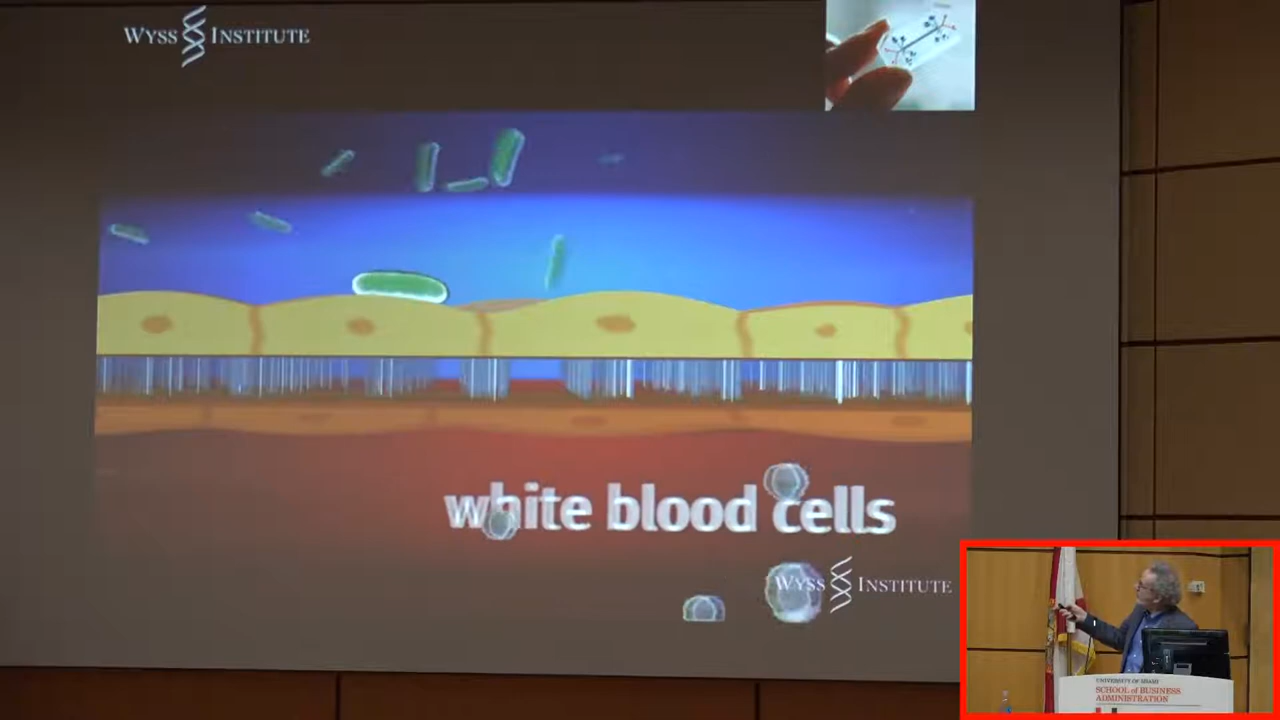 WYSS INSTITUTE
white blood cells
WYSS INSTITUTE
UNIVERSITY OF MIAMI
SCHOOL of BUSINESS
ADMINISTRATION